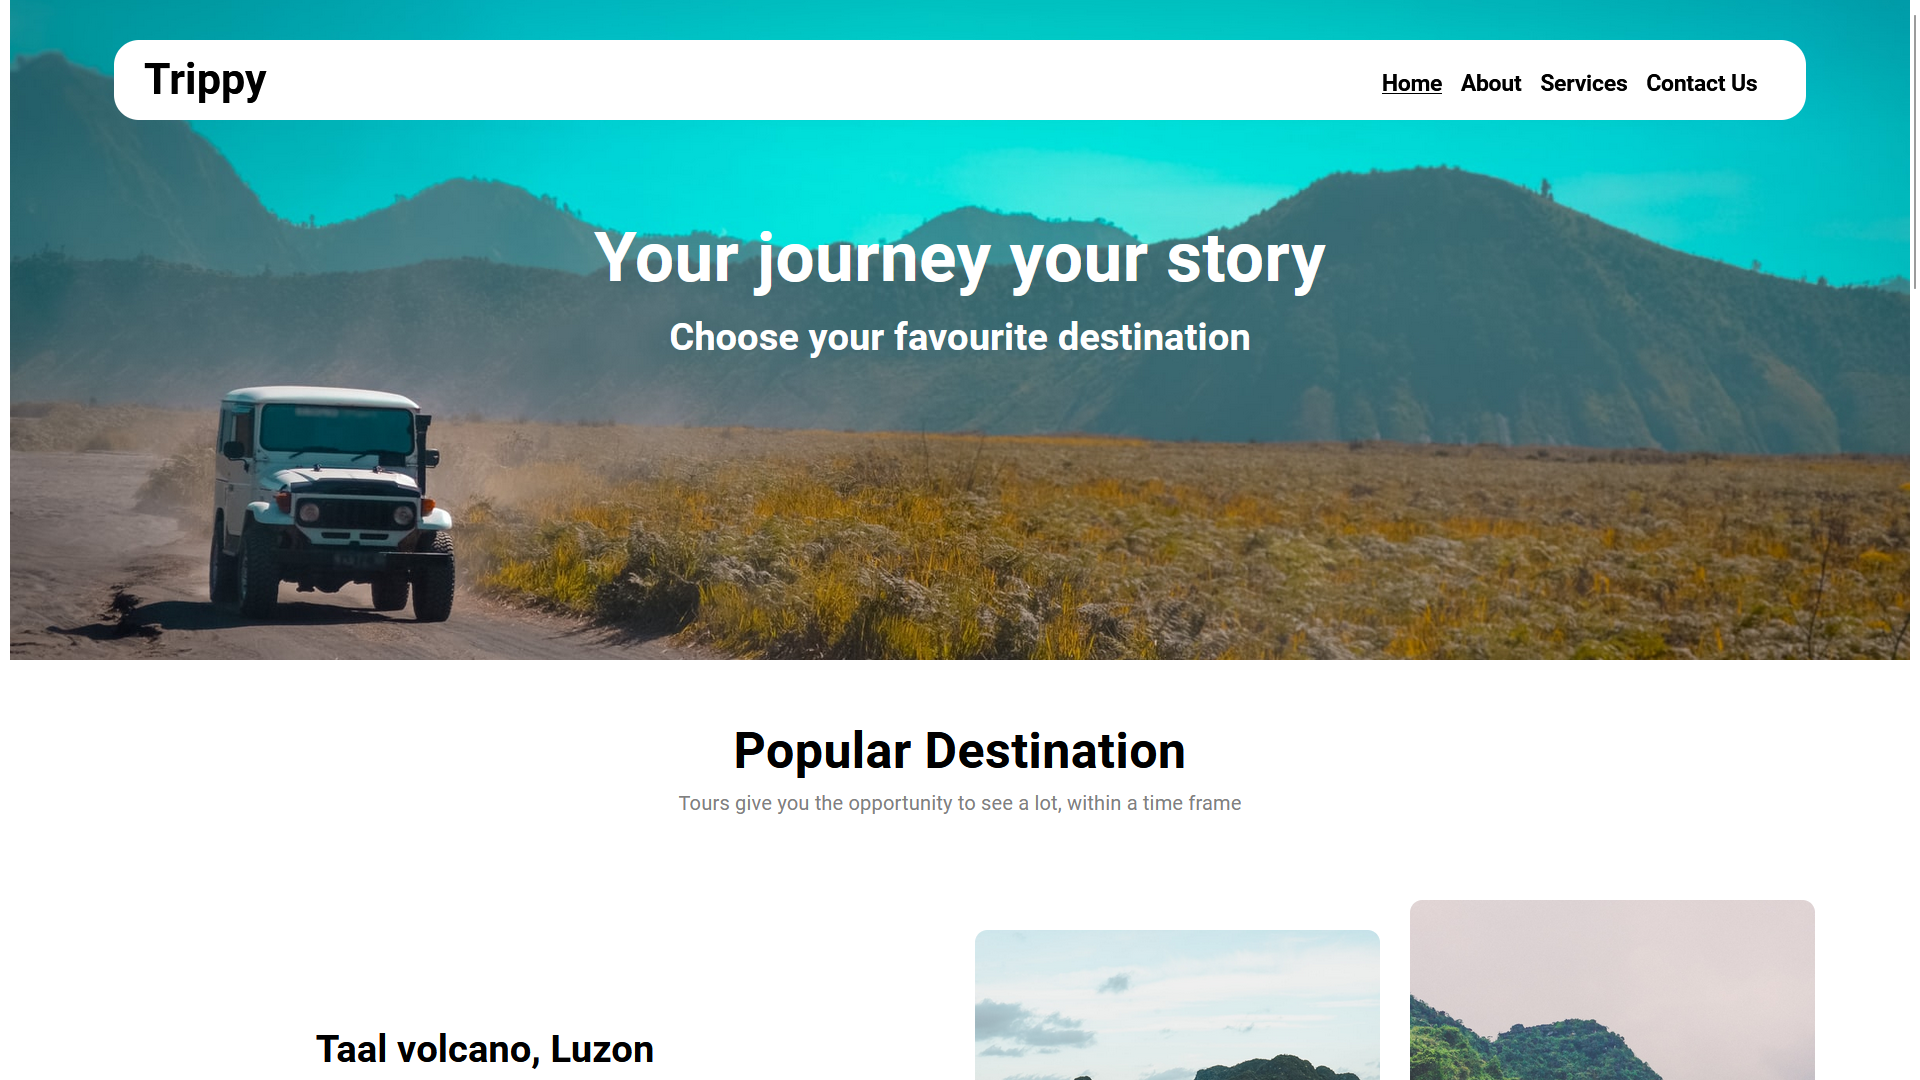 Trippy
Home About Services Contact Us
Your journey your story
Choose your favourite destination
Popular Destination
Tours give you the opportunity to see a lot, within a time frame
Taal volcano, Luzon